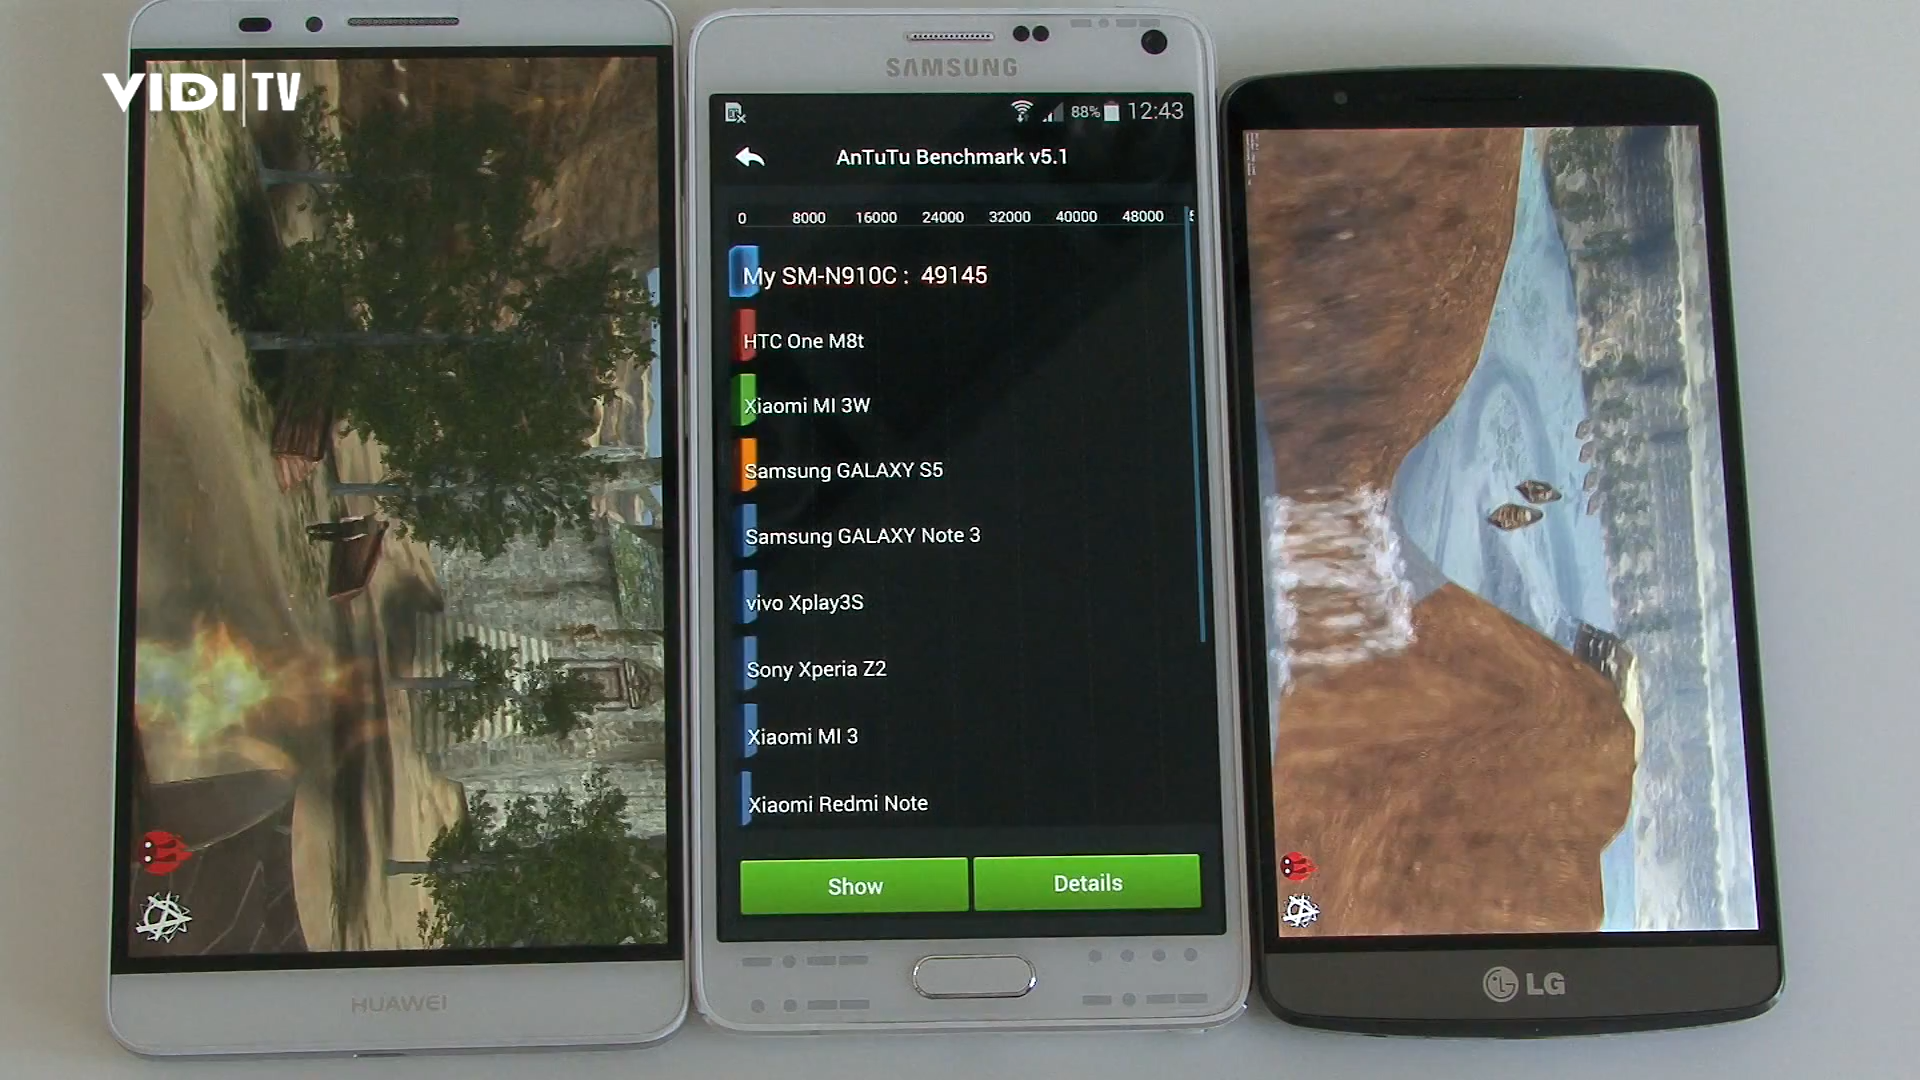 VIDI TV
HUAWEI
SAMSUNG
88% 12:43
AnTuTu Benchmark v5.1
0 8000 16000 24000 32000 40000 48000
My SM-N910C : 49145
HTC One M8t
Xiaomi MI 3W
Samsung GALAXY S5
Samsung GALAXY Note 3
vivo Xplay3S
Sony Xperia Z2
Xiaomi MI 3
Xiaomi Redmi Note
Show Details
LG